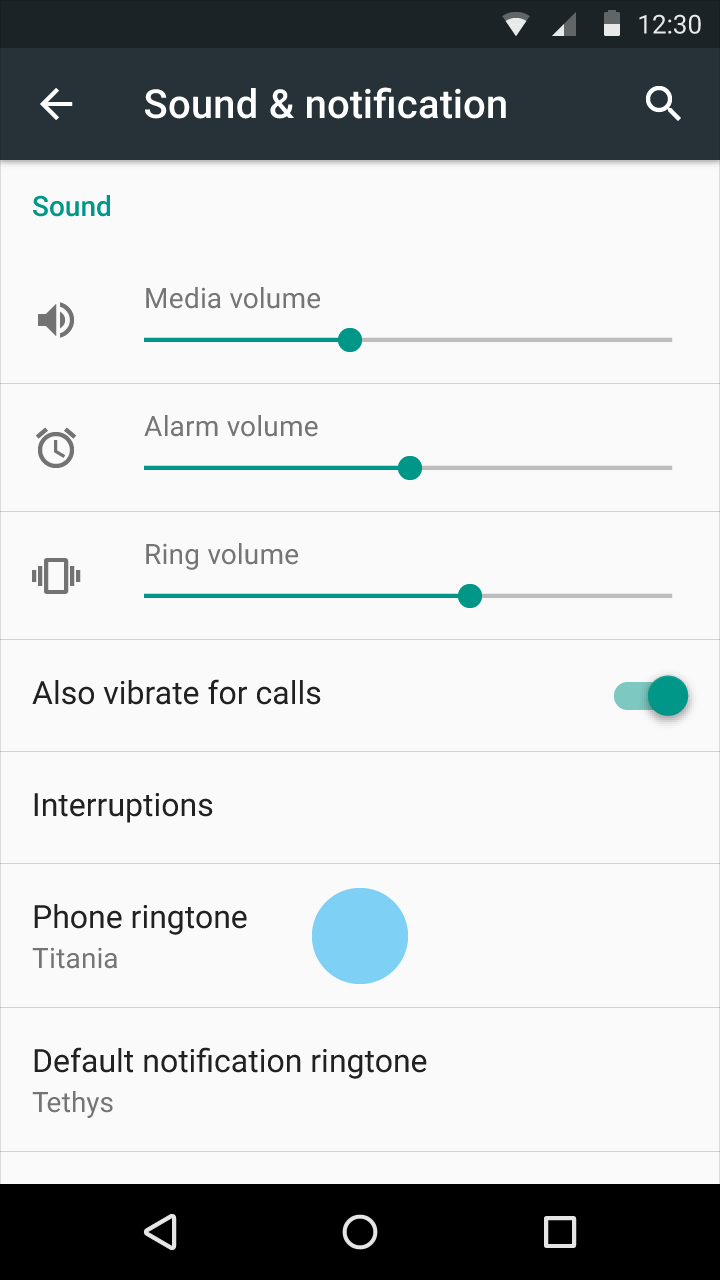 12:30
Sound & notification
Sound
Media volume
Alarm volume
Ring volume
Also vibrate for calls
Interruptions
Phone ringtone
Titania
Default notification ringtone
Tethys